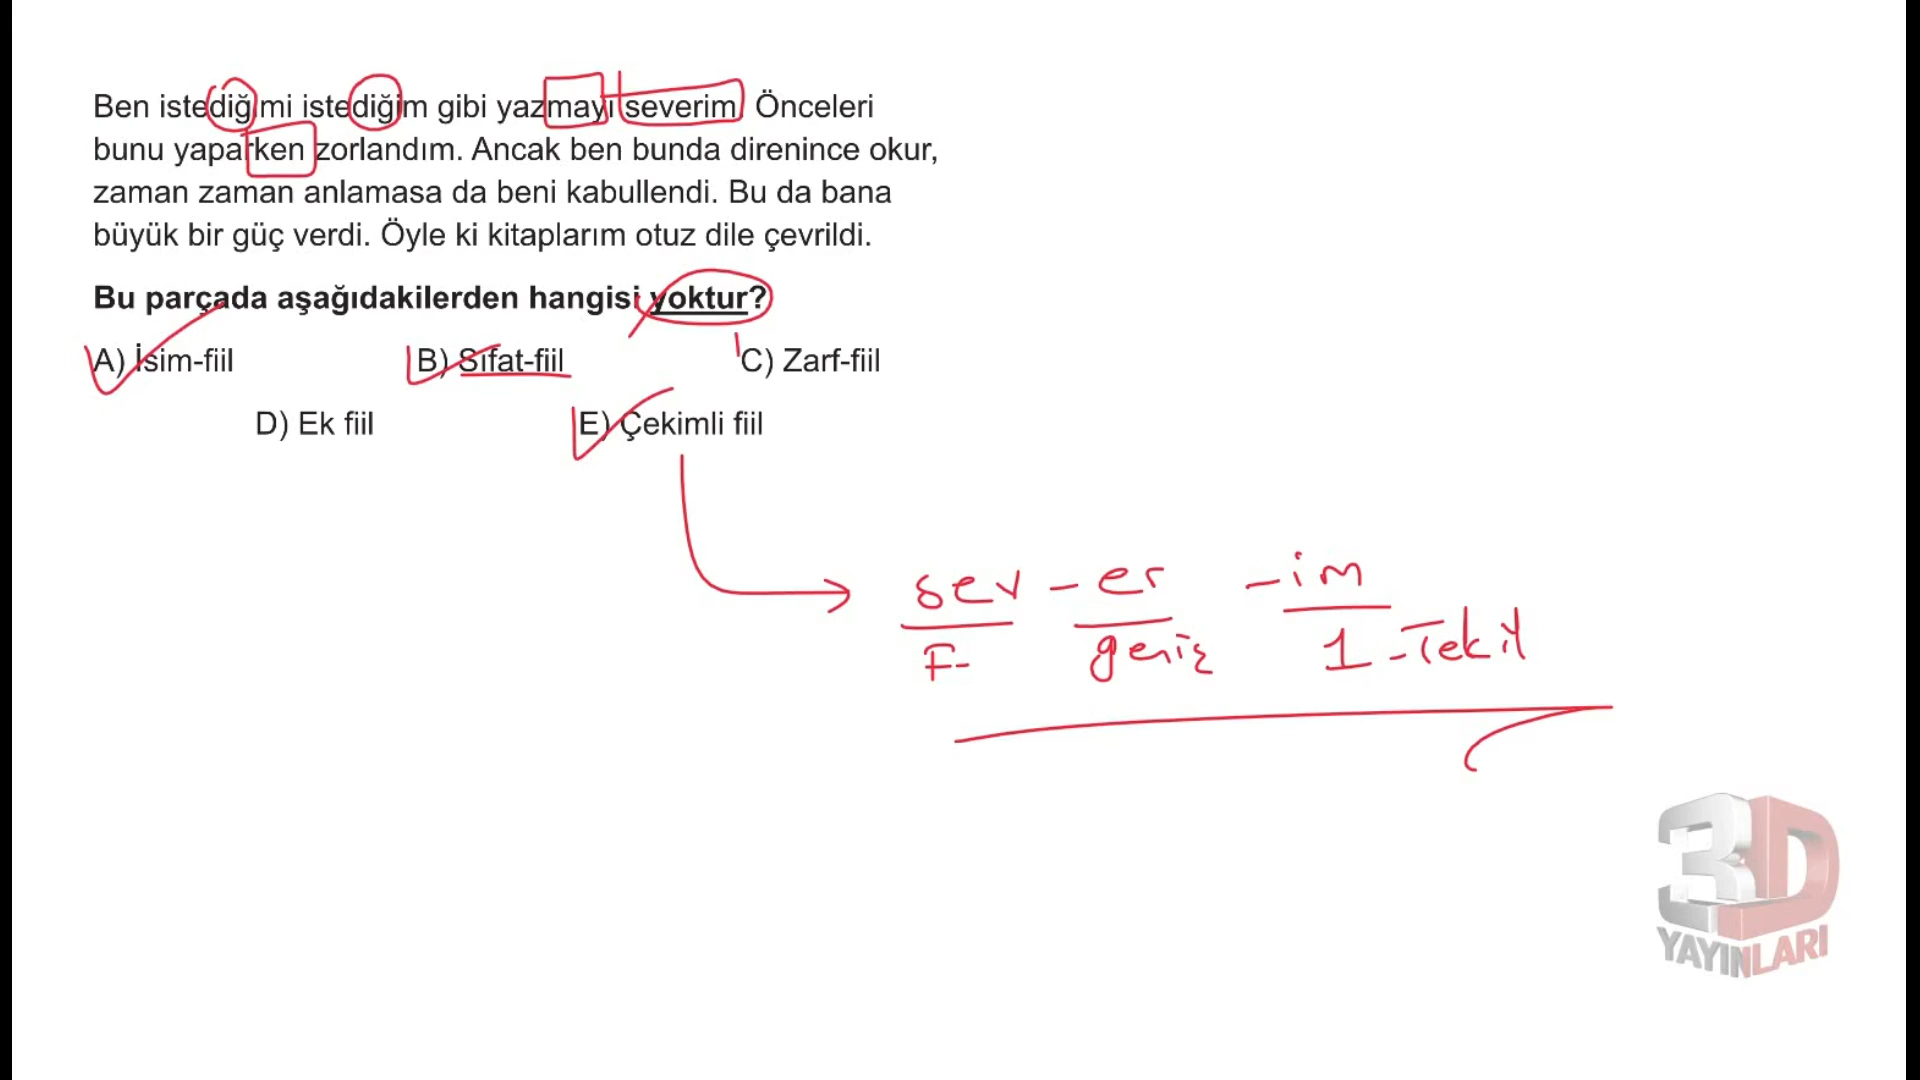 Ben istediğimi istediğim gibi yazmayı severim. Önceleri
bunu yaparken zorlandım. Ancak ben bunda direnince okur,
zaman zaman anlamasa da beni kabullendi. Bu da bana
büyük bir güç verdi. Öyle ki kitaplarım otuz dile çevrildi.
Bu parçada aşağıdakilerden hangisi yoktur?
A) İsim-fiil B) Sıfat-fiil C) Zarf-fiil
D) Ek fiil E) Çekimli fiil
sev - er - im
F- geniş 1-Tekil
3D
YAYINLARI